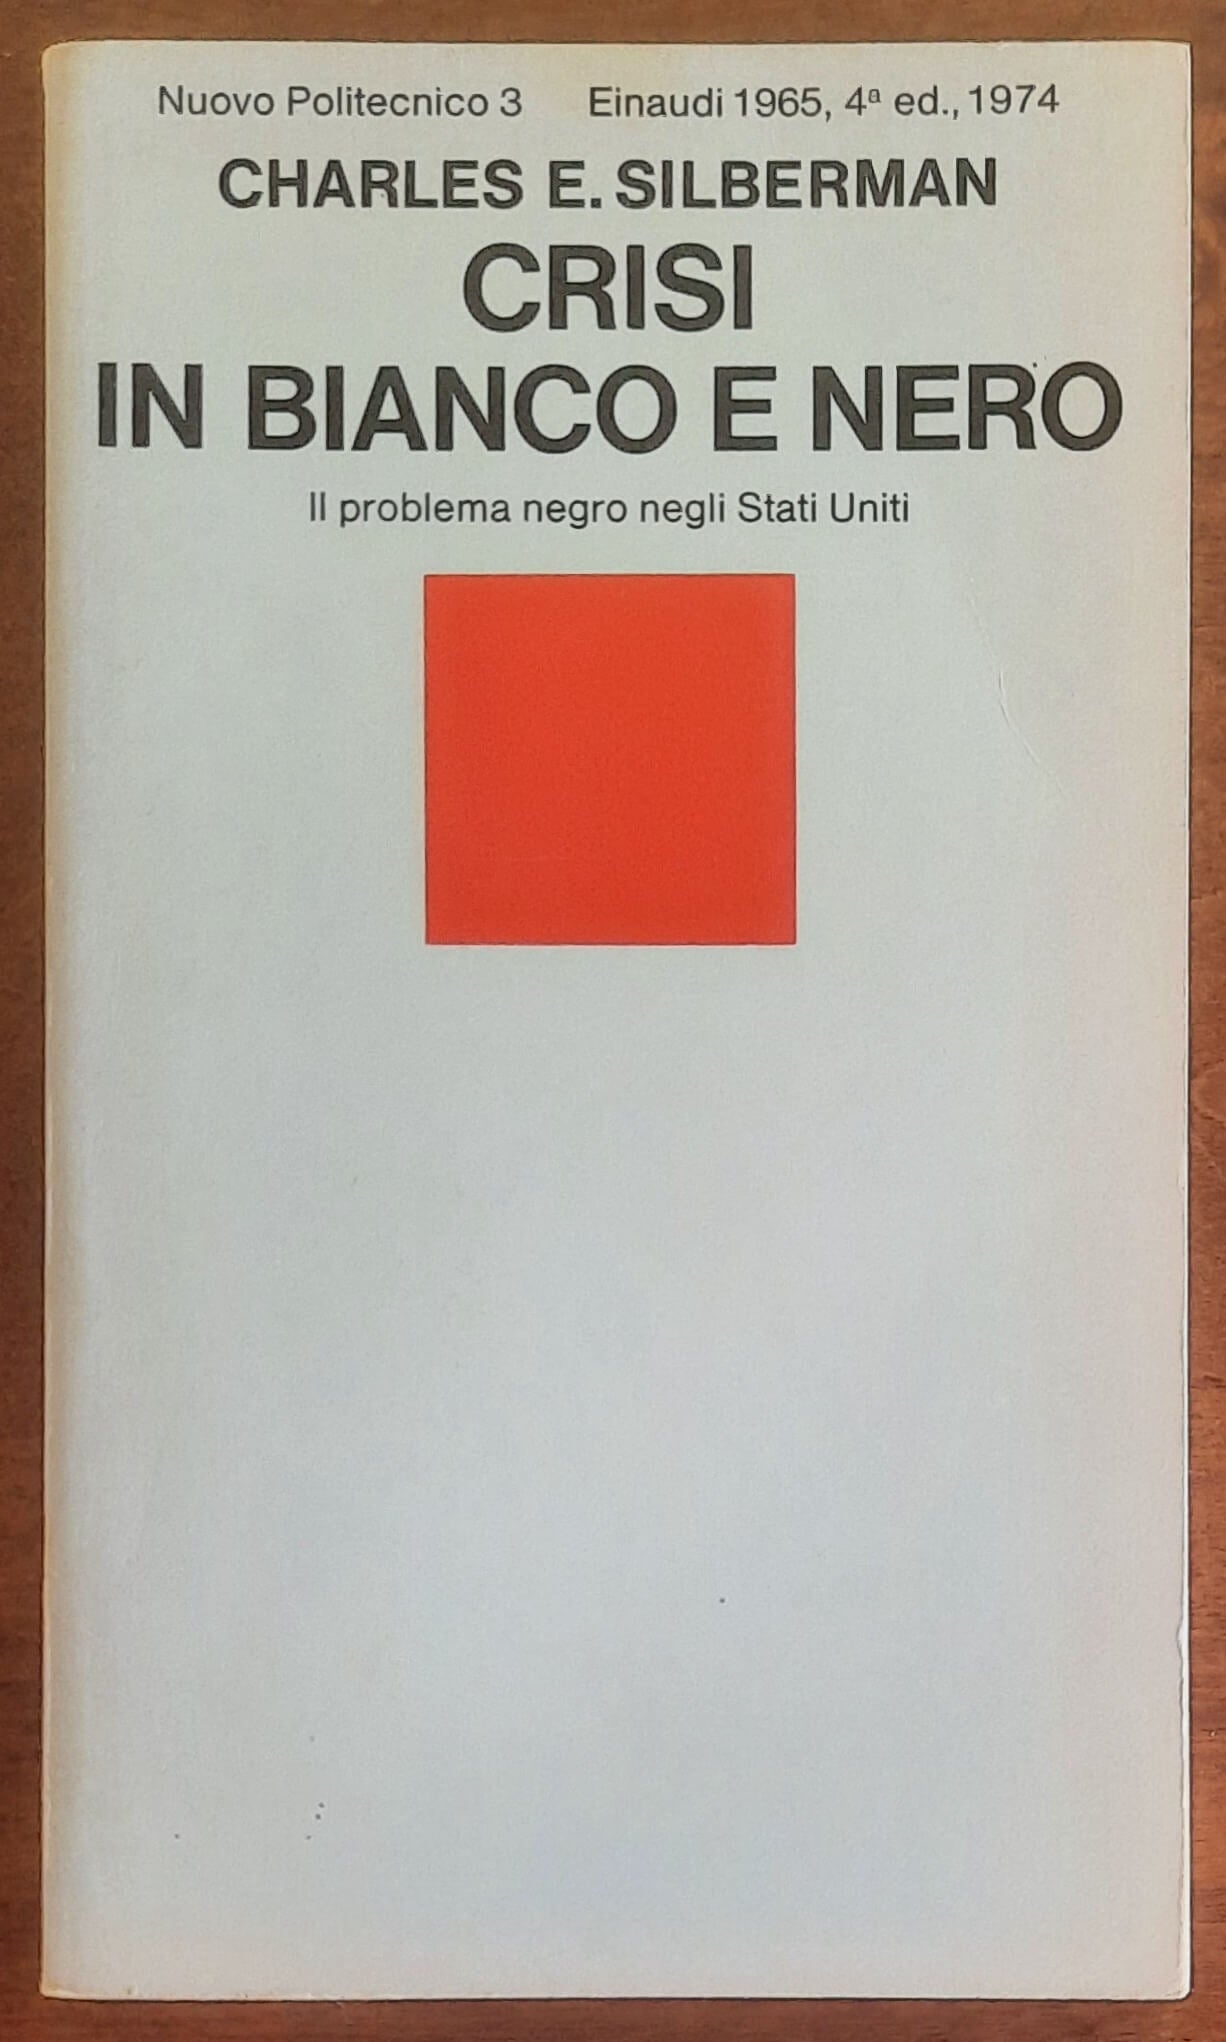 Nuovo Politecnico 3 Einaudi 1965, 4ª ed., 1974
CHARLES E. SILBERMAN
CRISI
IN BIANCO E NERO
Il problema negro negli Stati Uniti